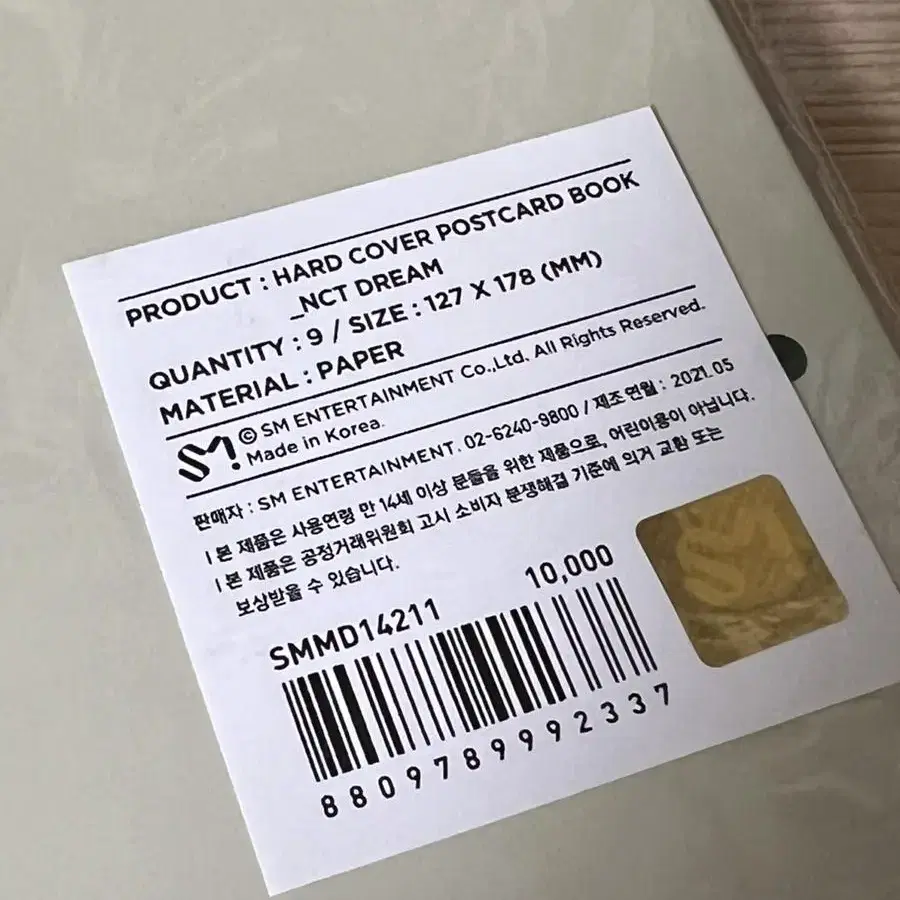 PRODUCT : HARD COVER POSTCARD BOOK
_NCT DREAM
QUANTITY : 9 / SIZE : 127 X 178 (MM)
MATERIAL : PAPER
SM! © SM ENTERTAINMENT Co.,Ltd. All Rights Reserved.
Made in Korea.
판매자 : SM ENTERTAINMENT. 02-6240-9800 / 제조연월 : 2021.05
| 본 제품은 사용연령 만 14세 이상 분들을 위한 제품으로, 어린이용이 아닙니다.
| 본 제품은 공정거래위원회 고시 소비자 분쟁해결 기준에 의거 교환 또는
보상받을 수 있습니다.
SMMD14211 10,000
8809789992337